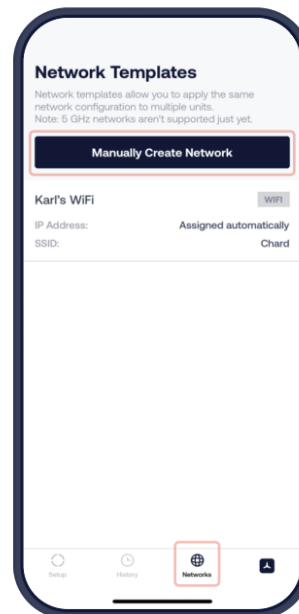 Network Templates
Network templates allow you to apply the same
network configuration to multiple units.
Note: 5 GHz networks aren't supported just yet.
Manually Create Network
Karl's WiFi WIFI
IP Address: Assigned automatically
SSID: Chard
Setup History Networks